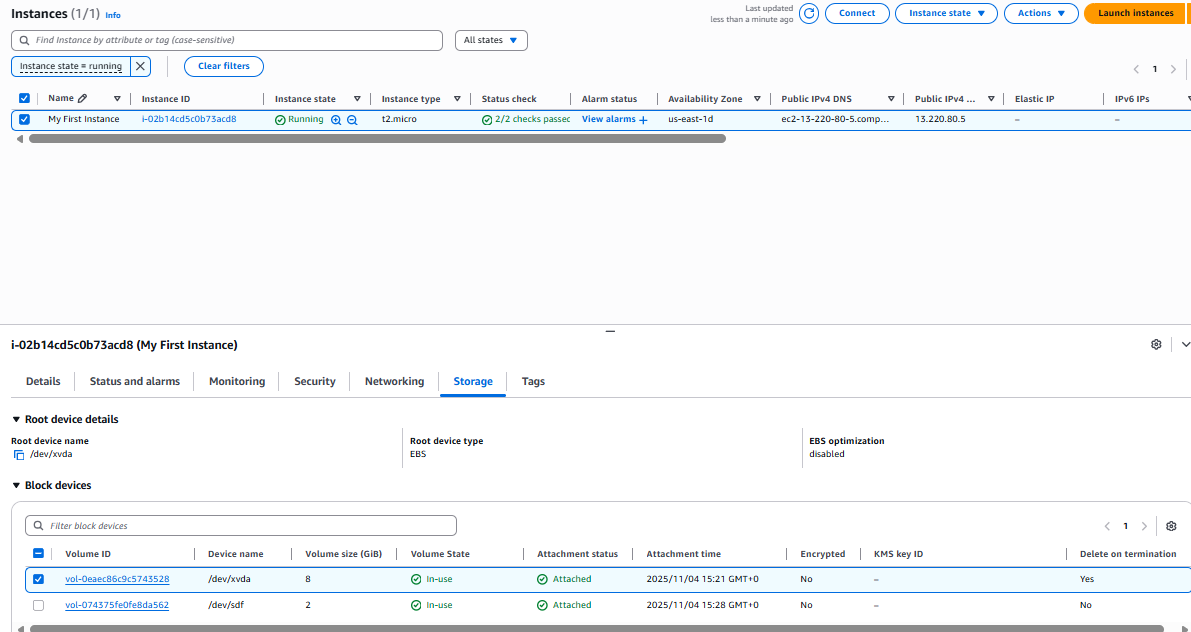 Instances (1/1) Info
Last updated
less than a minute ago
Connect
Instance state
Actions
Launch instances
Find Instance by attribute or tag (case-sensitive)
All states
Instance state = running
Clear filters
1
Name Instance ID Instance state Instance type Status check Alarm status Availability Zone Public IPv4 DNS Public IPv4 ... Elastic IP IPv6 IPs
My First Instance i-02b14cd5c0b73acd8 Running t2.micro 2/2 checks passec View alarms + us-east-1d ec2-13-220-80-5.comp... 13.220.80.5 – –
i-02b14cd5c0b73acd8 (My First Instance)
Details Status and alarms Monitoring Security Networking Storage Tags
Root device details
Root device name Root device type EBS optimization
/dev/xvda EBS disabled
Block devices
Filter block devices
1
Volume ID Device name Volume size (GiB) Volume State Attachment status Attachment time Encrypted KMS key ID Delete on termination
vol-0eaec86c9c5743528 /dev/xvda 8 In-use Attached 2025/11/04 15:21 GMT+0 No – Yes
vol-074375fe0fe8da562 /dev/sdf 2 In-use Attached 2025/11/04 15:28 GMT+0 No – No